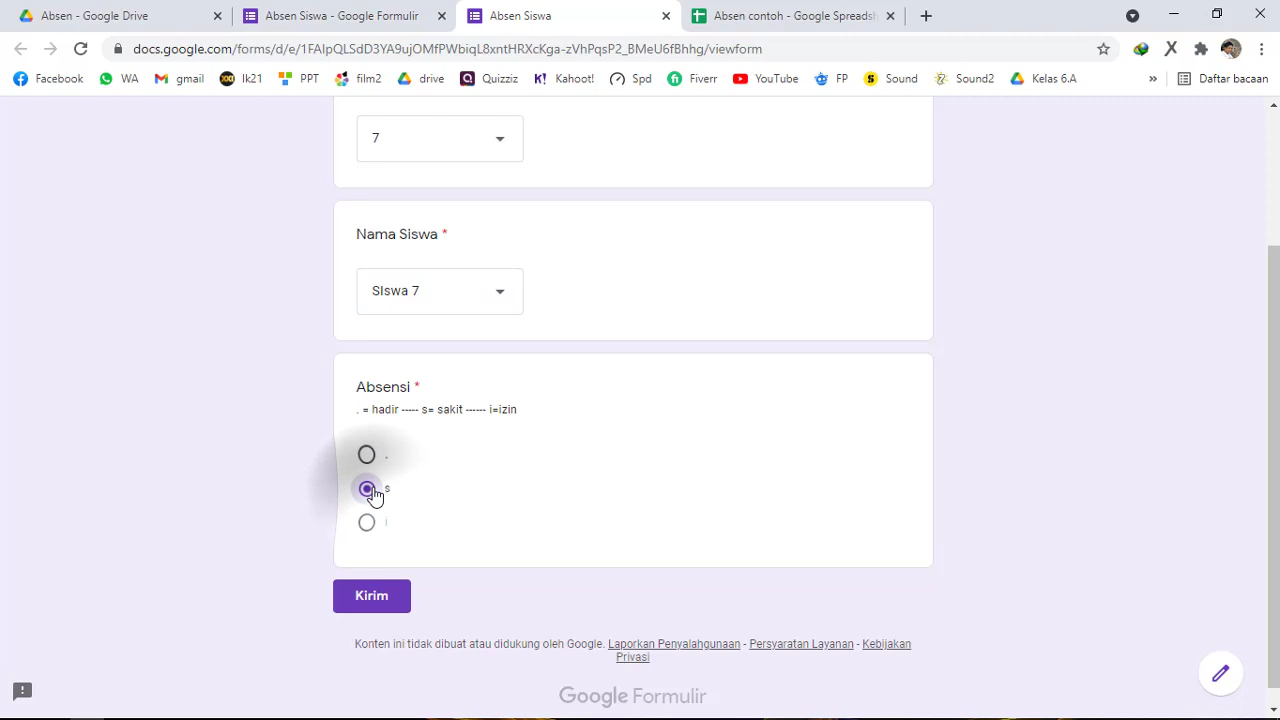 Absen - Google Drive
Absen Siswa - Google Formulir
Absen Siswa
Absen contoh - Google Spreadsh
docs.google.com/forms/d/e/1FAIpQLSdD3YA9ujOMfPWbiqL8xntHRXcKga-zVhPqsP2_BMeU6fBhhg/viewform
Facebook
WA
gmail
lk21
PPT
film2
drive
Quizziz
Kahoot!
Spd
Fiverr
YouTube
FP
Sound
Sound2
Kelas 6.A
»
Daftar bacaan
7
Nama Siswa *
SIswa 7
Absensi *
. = hadir ----- s= sakit ------ i=izin
.
s
i
Kirim
Konten ini tidak dibuat atau didukung oleh Google. Laporkan Penyalahgunaan - Persyaratan Layanan - Kebijakan
Privasi
Google Formulir